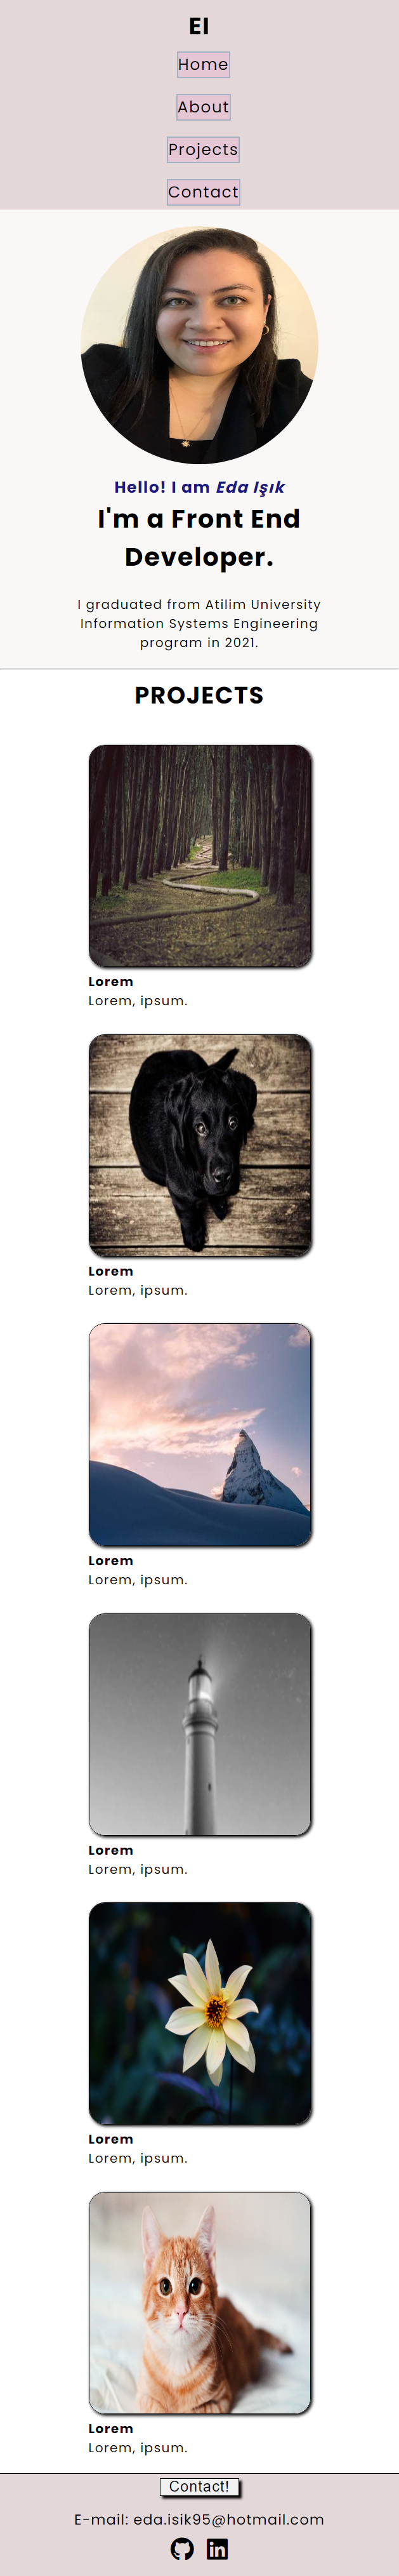 EI
Home
About
Projects
Contact
Hello! I am Eda Işık
I'm a Front End
Developer.
I graduated from Atilim University
Information Systems Engineering
program in 2021.
PROJECTS
Lorem
Lorem, ipsum.
Lorem
Lorem, ipsum.
Lorem
Lorem, ipsum.
Lorem
Lorem, ipsum.
Lorem
Lorem, ipsum.
Lorem
Lorem, ipsum.
Contact!
E-mail: eda.isik95@hotmail.com
in